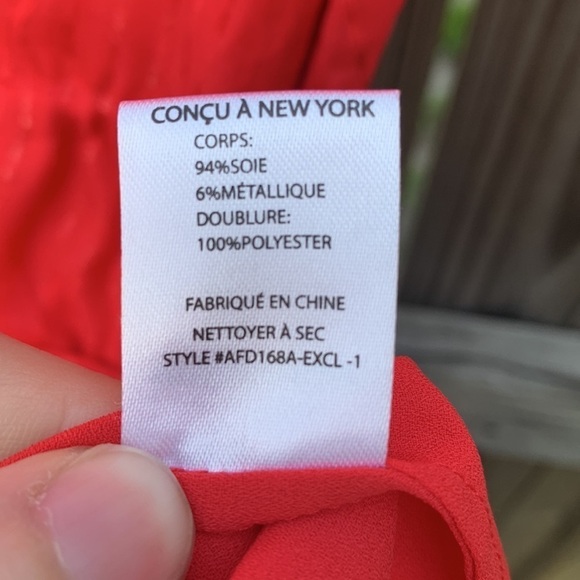 CONÇU À NEW YORK
CORPS:
94%SOIE
6%MÉTALLIQUE
DOUBLURE:
100%POLYESTER
FABRIQUÉ EN CHINE
NETTOYER À SEC
STYLE #AFD168A-EXCL -1